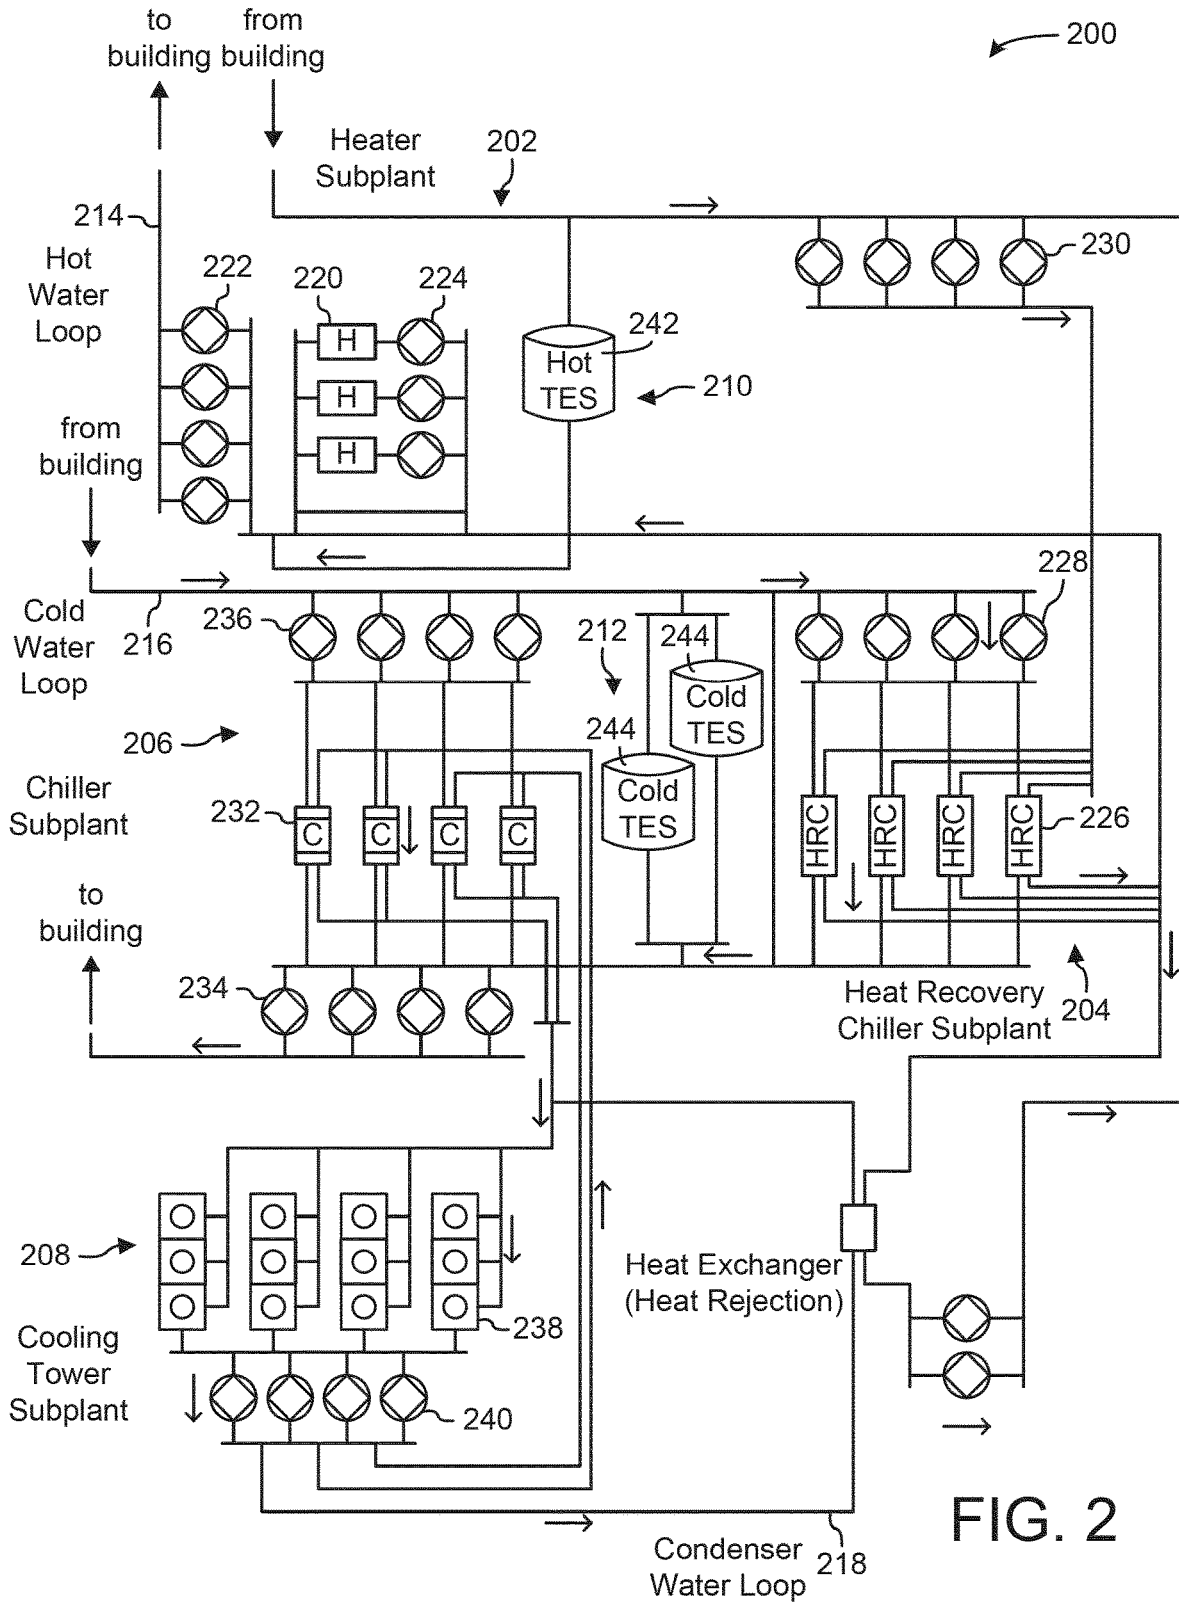 to
building
from
building
200
Heater
Subplant
202
214
Hot
Water
Loop
222
220
224
230
H
H
H
Hot
TES
242
210
from
building
Cold
Water
Loop
216
236
212
244
Cold
TES
244
Cold
TES
228
206
Chiller
Subplant
232
C
C
C
C
HRC
HRC
HRC
HRC
226
to
building
234
Heat Recovery
Chiller Subplant
204
208
238
Heat Exchanger
(Heat Rejection)
Cooling
Tower
Subplant
240
Condenser
Water Loop
218
FIG. 2